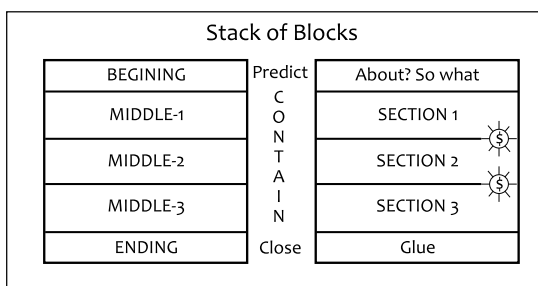 Stack of Blocks
BEGINING Predict About? So what
MIDDLE-1 SECTION 1
MIDDLE-2 SECTION 2
MIDDLE-3 SECTION 3
CONTAIN
$
$
ENDING Close Glue